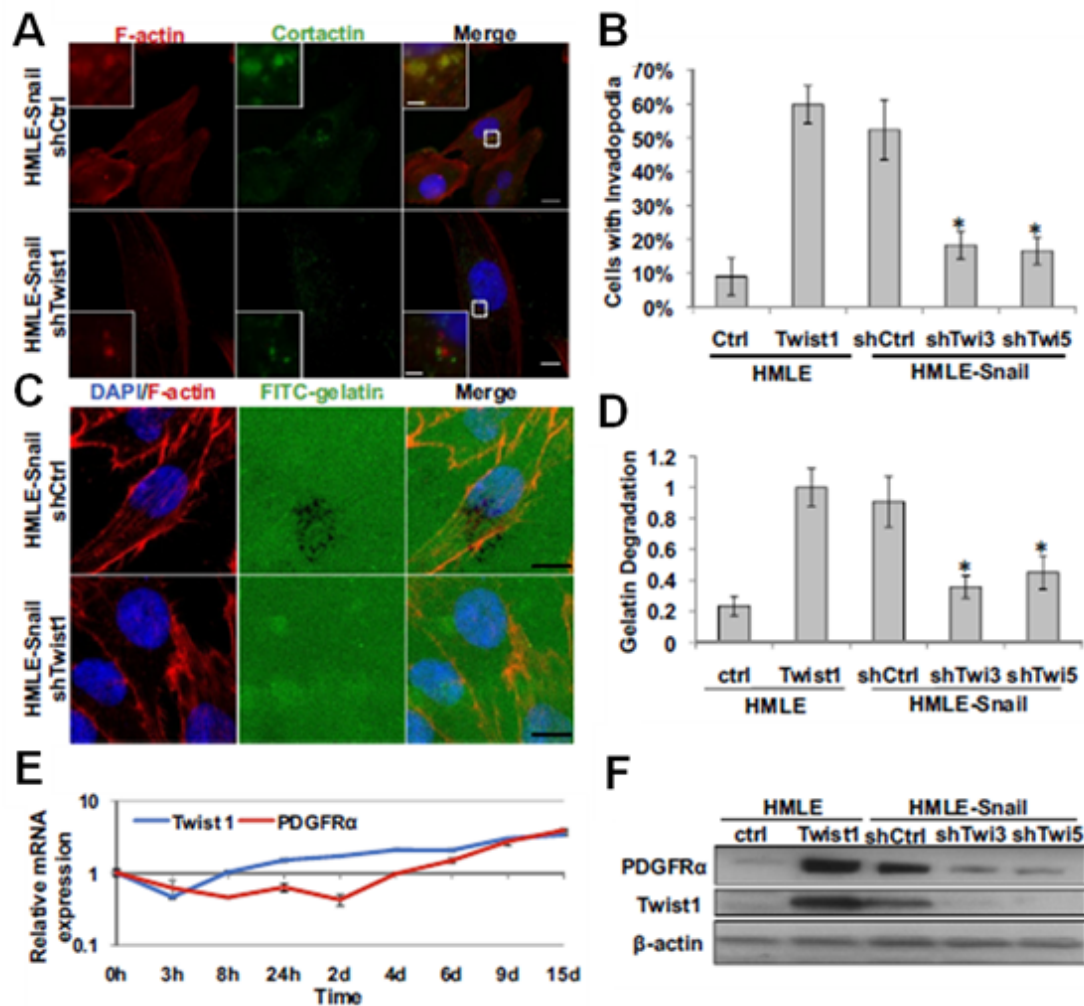 A
F-actin Cortactin Merge
HMLE-Snail
shCtrl
HMLE-Snail
shTwist1
B
Cells with Invadopodia
70%
60%
50%
40%
30%
20%
10%
0%
Ctrl Twist1 shCtrl shTwi3 shTwi5
* *
HMLE HMLE-Snail
C
DAPI/F-actin FITC-gelatin Merge
HMLE-Snail
shCtrl
HMLE-Snail
shTwist1
D
Gelatin Degradation
1.2
1
0.8
0.6
0.4
0.2
0
* *
ctrl Twist1 shCtrl shTwi3 shTwi5
HMLE HMLE-Snail
E
Relative mRNA
expression
10
1
0.1
Twist1 PDGFRα
0h 3h 8h 24h 2d 4d 6d 9d 15d
Time
F
HMLE HMLE-Snail
ctrl Twist1 shCtrl shTwi3 shTwi5
PDGFRα
Twist1
β-actin